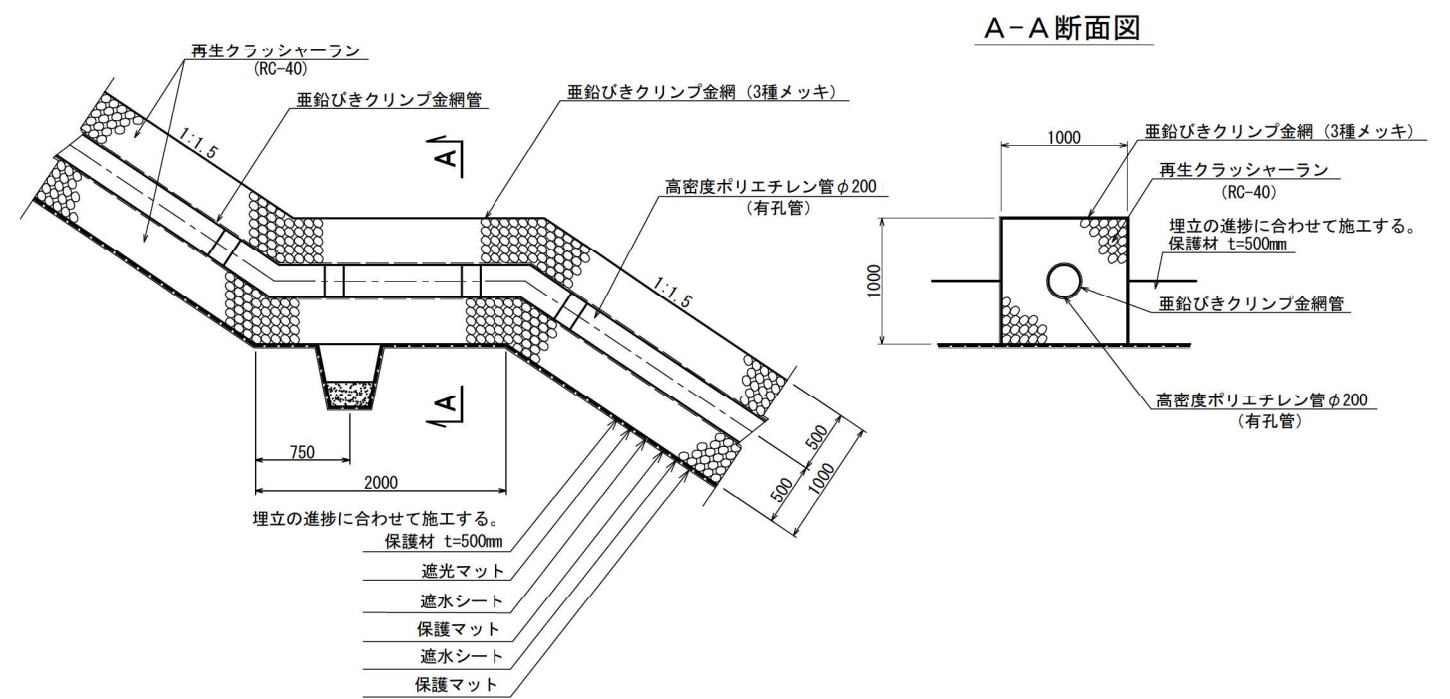 A-A断面図
再生クラッシャーラン
(RC-40)
亜鉛びきクリンプ金網管
亜鉛びきクリンプ金網（3種メッキ）
1:1.5
A
高密度ポリエチレン管φ200
(有孔管)
1:1.5
A
750
2000
500
500
1000
埋立の進捗に合わせて施工する。
保護材 t=500mm
遮光マット
遮水シート
保護マット
遮水シート
保護マット
1000
亜鉛びきクリンプ金網（3種メッキ）
再生クラッシャーラン
(RC-40)
埋立の進捗に合わせて施工する。
保護材 t=500mm
1000
亜鉛びきクリンプ金網管
高密度ポリエチレン管φ200
(有孔管)